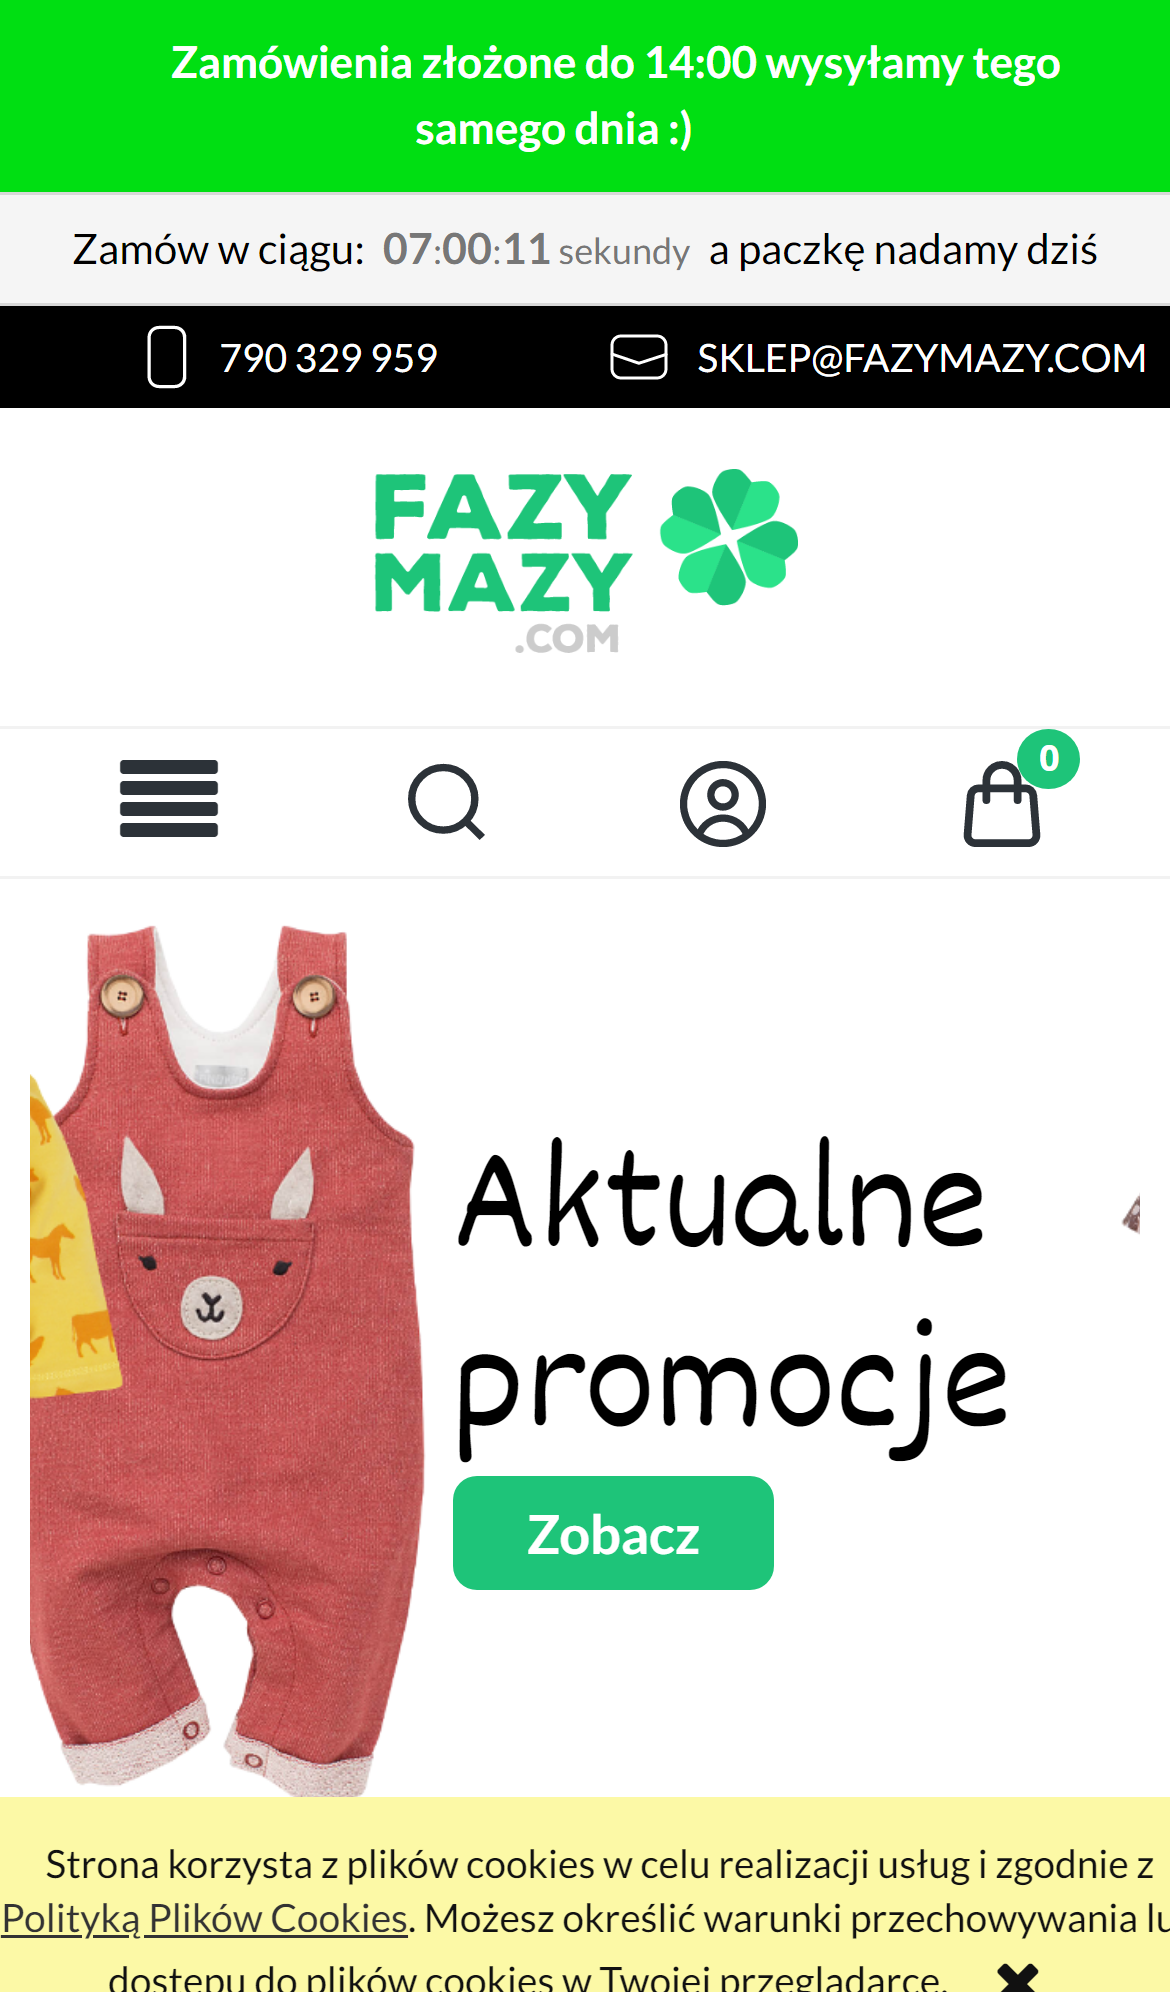 Zamówienia złożone do 14:00 wysyłamy tego
samego dnia :)
Zamów w ciągu: 07:00:11 sekundy a paczkę nadamy dziś
790 329 959 SKLEP@FAZYMAZY.COM
FAZY
MAZY
.COM
0
Aktualne
promocje
Zobacz
Strona korzysta z plików cookies w celu realizacji usług i zgodnie z
Polityką Plików Cookies. Możesz określić warunki przechowywania lu
dostępu do plików cookies w Twojej przeglądarce.